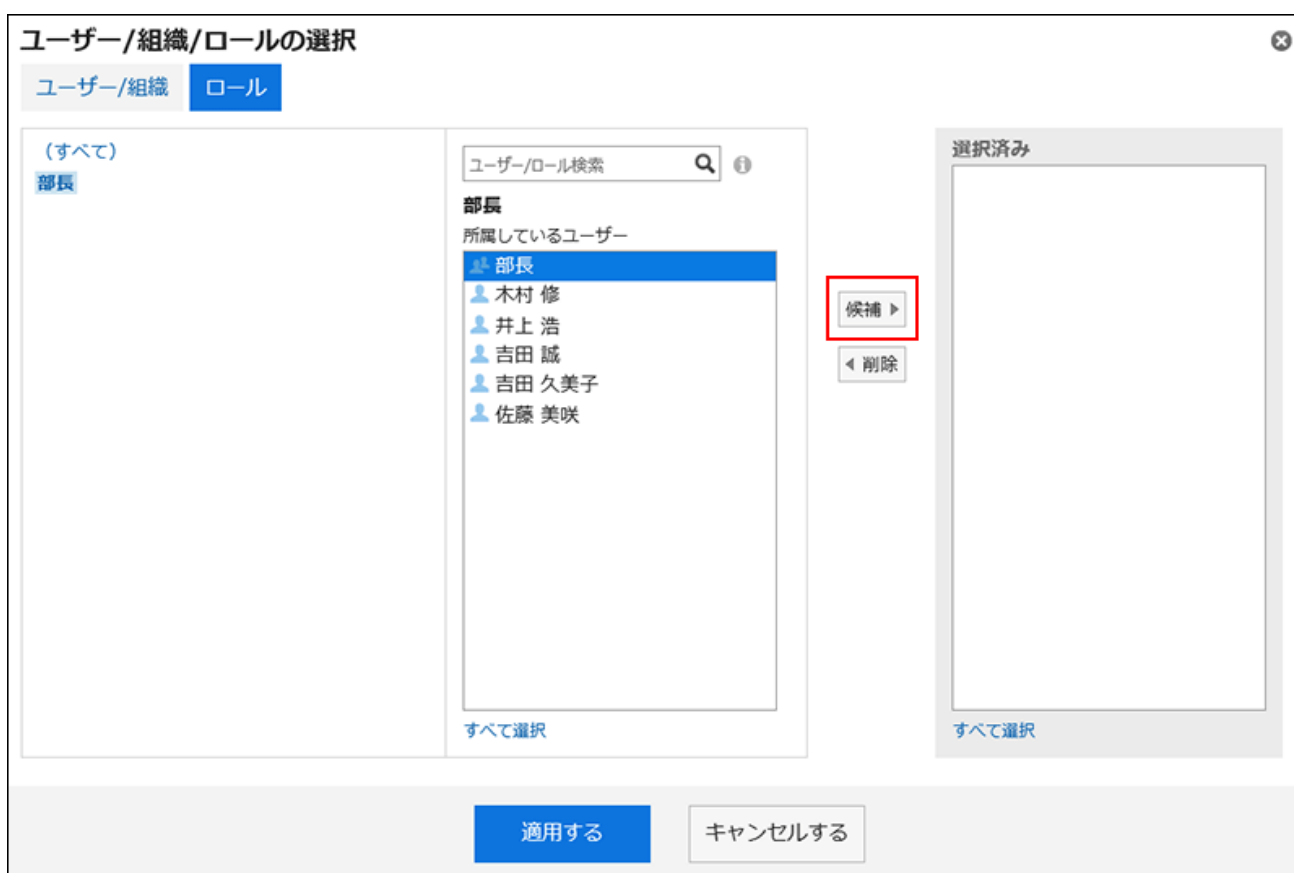 ユーザー/組織/ロールの選択
ユーザー/組織
ロール
(すべて)
部長
ユーザー/ロール検索
部長
所属しているユーザー
部長
木村 修
井上 浩
吉田 誠
吉田 久美子
佐藤 美咲
すべて選択
候補
削除
選択済み
すべて選択
適用する
キャンセルする